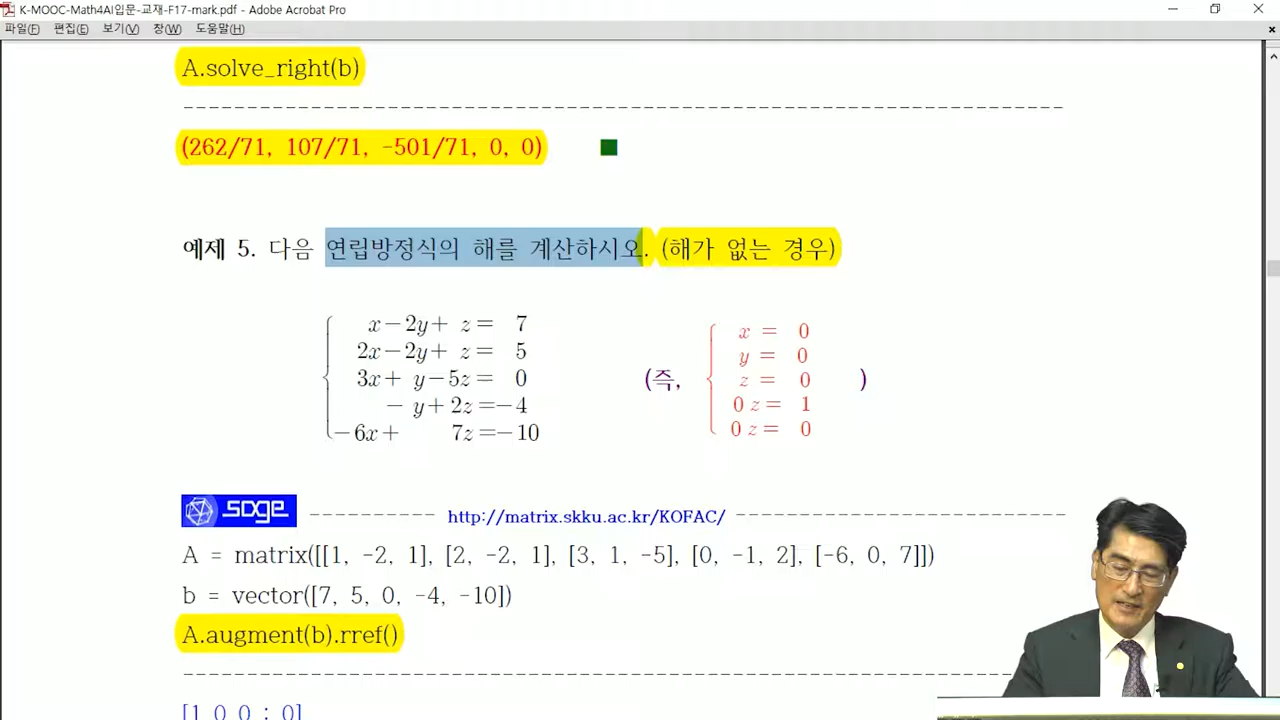 K-MOOC-Math4AI입문-교재-F17-mark.pdf - Adobe Acrobat Pro
파일(F) 편집(E) 보기(V) 창(W) 도움말(H)
A.solve_right(b)
(262/71, 107/71, -501/71, 0, 0)
예제 5. 다음 연립방정식의 해를 계산하시오. (해가 없는 경우)
x-2y+ z= 7
2x-2y+ z= 5
3x+ y-5z= 0
- y+2z=-4
-6x+ 7z=-10
(즉,
x = 0
y = 0
z = 0
0 z = 1
0 z = 0
)
sage http://matrix.skku.ac.kr/KOFAC/
A = matrix([[1, -2, 1], [2, -2, 1], [3, 1, -5], [0, -1, 2], [-6, 0, 7]])
b = vector([7, 5, 0, -4, -10])
A.augment(b).rref()
[1 0 0 : 0]